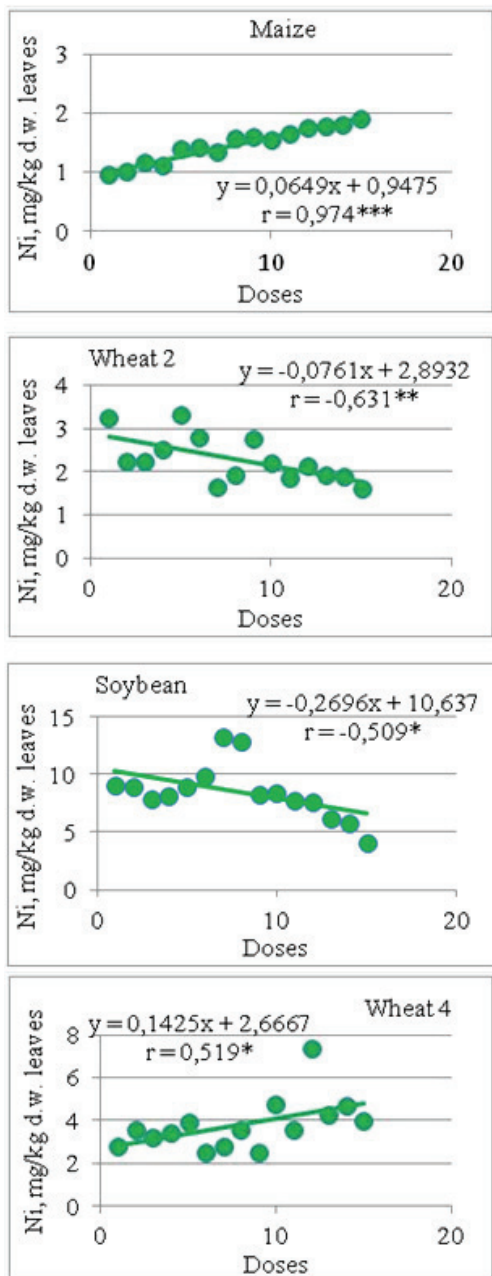 Maize
Ni, mg/kg d.w. leaves
3
2
1
0
y = 0,0649x + 0,9475
r = 0,974***
0 10 20
Doses
Wheat 2
y = -0,0761x + 2,8932
r = -0,631**
Ni, mg/kg d.w. leaves
4
3
2
1
0
0 10 20
Doses
Soybean
y = -0,2696x + 10,637
r = -0,509*
Ni, mg/kg d.w. leaves
15
10
5
0
0 10 20
Doses
Wheat 4
y = 0,1425x + 2,6667
r = 0,519*
Ni, mg/kg d.w. leaves
8
6
4
2
0
0 10 20
Doses